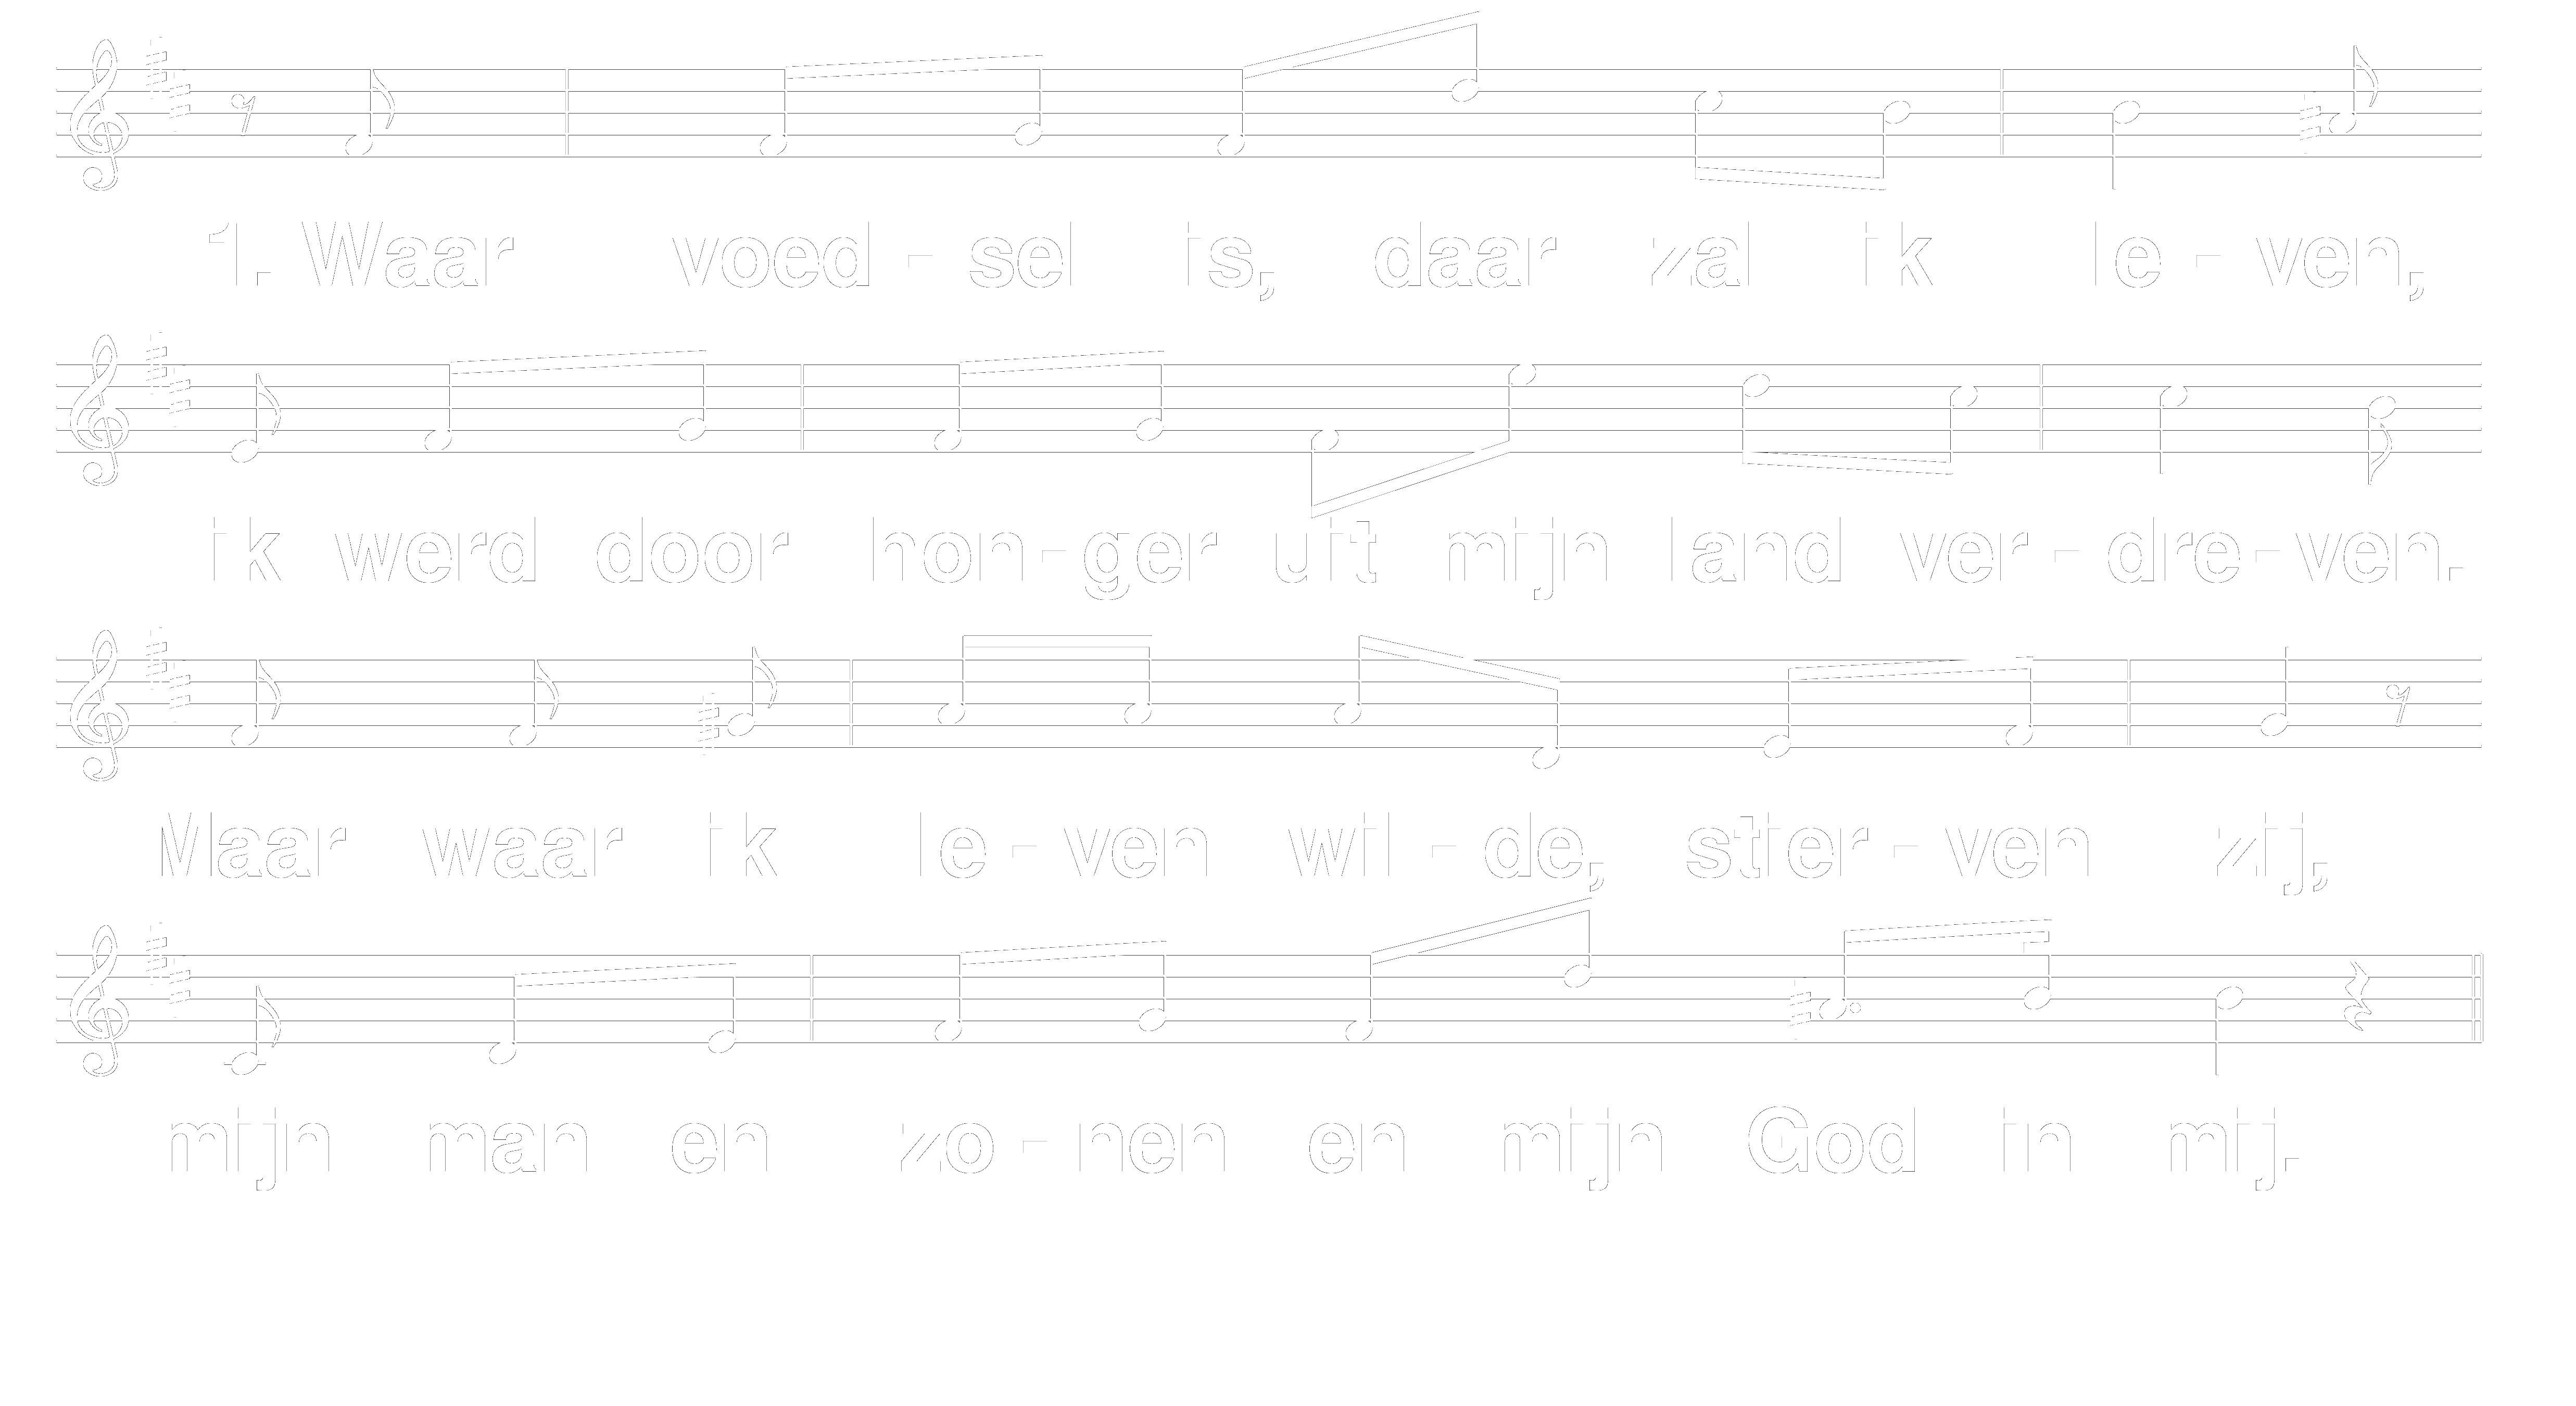 1. Waar voed - sel is, daar zal ik le - ven,
ik werd door hon - ger uit mijn land ver - dre - ven.
Maar waar ik le - ven wil - de, stier - ven zij,
mijn man en zo - nen en mijn God in mij.